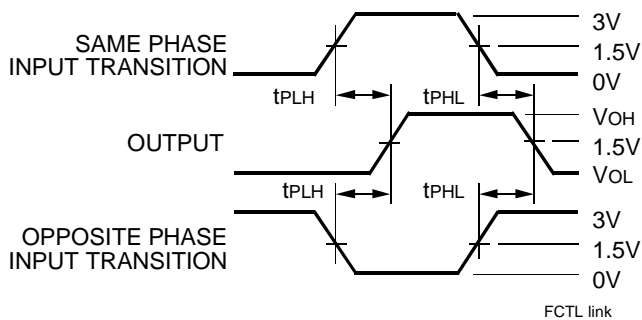 3V
SAME PHASE
1.5V
INPUT TRANSITION
0V
tPLH
tPHL
VOH
OUTPUT
1.5V
VOL
tPLH
tPHL
3V
OPPOSITE PHASE
1.5V
INPUT TRANSITION
0V
FCTL link